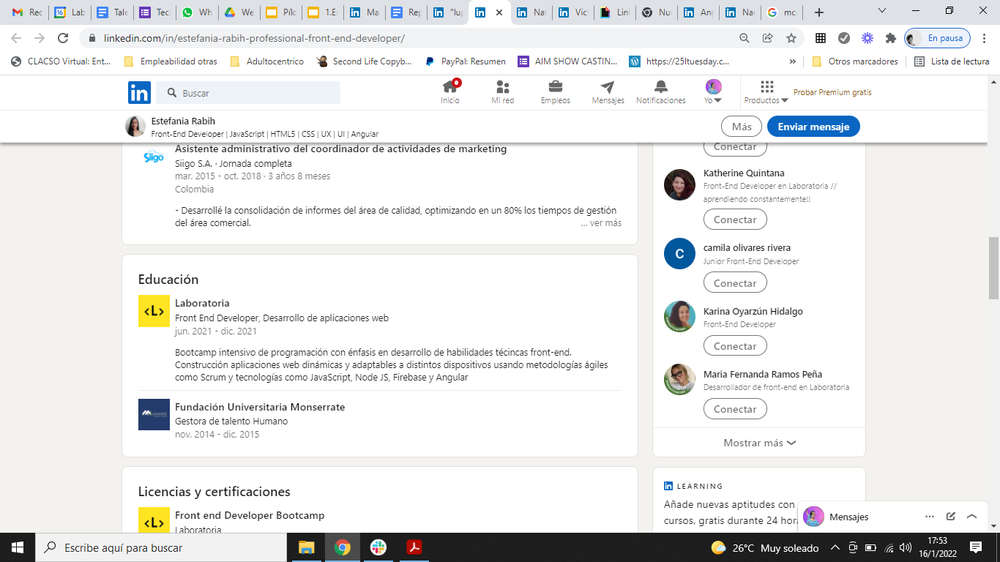 Rec
Lab
Tale
Tecl
Wh
We
Pílc
1.E
Ma
Rep
"lu
Nat
Vic
Link
Nue
Ang
Nau
mc
linkedin.com/in/estefania-rabih-professional-front-end-developer/
En pausa
CLACSO Virtual: Ent...
Empleabilidad otras
Adultocentrico
Second Life Copyb...
PayPal: Resumen
AIM SHOW CASTIN...
https://25ltuesday.c...
»
Otros marcadores
Lista de lectura
in
Buscar
0
Inicio
Mi red
Empleos
Mensajes
Notificaciones
Yo
Productos
Probar Premium gratis
Estefania Rabih
Front-End Developer | JavaScript | HTML5 | CSS | UX | UI | Angular
Más
Enviar mensaje
Siigo
Asistente administrativo del coordinador de actividades de marketing
Siigo S.A. · Jornada completa
mar. 2015 - oct. 2018 · 3 años 8 meses
Colombia
- Desarrollé la consolidación de informes del área de calidad, optimizando en un 80% los tiempos de gestión
del área comercial.
... ver más
Educación
<L>
Laboratoria
Front End Developer, Desarrollo de aplicaciones web
jun. 2021 - dic. 2021
Bootcamp intensivo de programación con énfasis en desarrollo de habilidades técincas front-end.
Construcción aplicaciones web dinámicas y adaptables a distintos dispositivos usando metodologías ágiles
como Scrum y tecnologías como JavaScript, Node JS, Firebase y Angular
Fundación Universitaria Monserrate
Gestora de talento Humano
nov. 2014 - dic. 2015
Licencias y certificaciones
<L>
Front end Developer Bootcamp
Laboratoria
Conectar
Katherine Quintana
Front-End Developer en Laboratoria //
aprendiendo constantemente!!
Conectar
C
camila olivares rivera
Junior Front-End Developer
Conectar
Karina Oyarzún Hidalgo
Front-End Developer
Conectar
Maria Fernanda Ramos Peña
Desarrollador de front-end en Laboratoria
Conectar
Mostrar más
in LEARNING
Añade nuevas aptitudes con
cursos, gratis durante 24 hora
Mensajes
Escribe aquí para buscar
26°C Muy soleado
17:53
16/1/2022